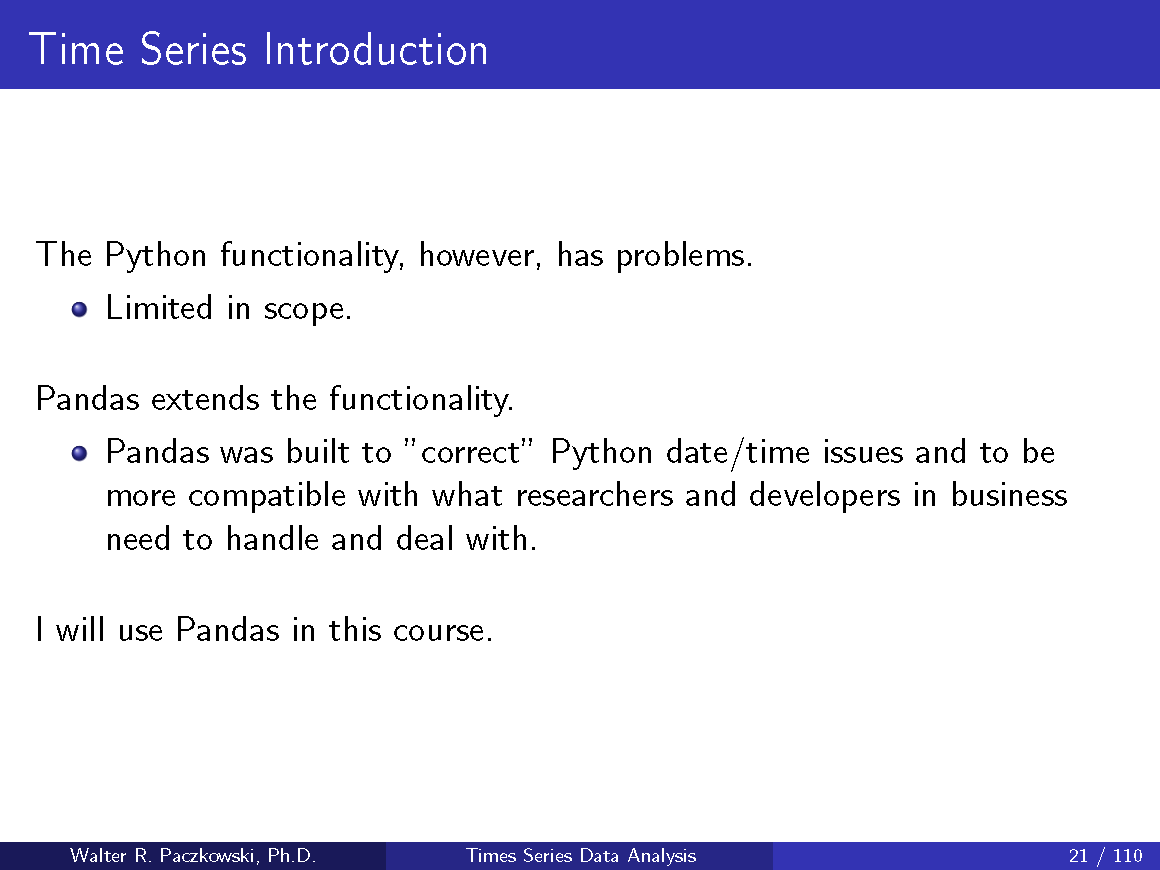 Time Series Introduction
The Python functionality, however, has problems.
Limited in scope.
Pandas extends the functionality.
Pandas was built to ”correct” Python date/time issues and to be
more compatible with what researchers and developers in business
need to handle and deal with.
I will use Pandas in this course.
Walter R. Paczkowski, Ph.D.
Times Series Data Analysis
21 / 110